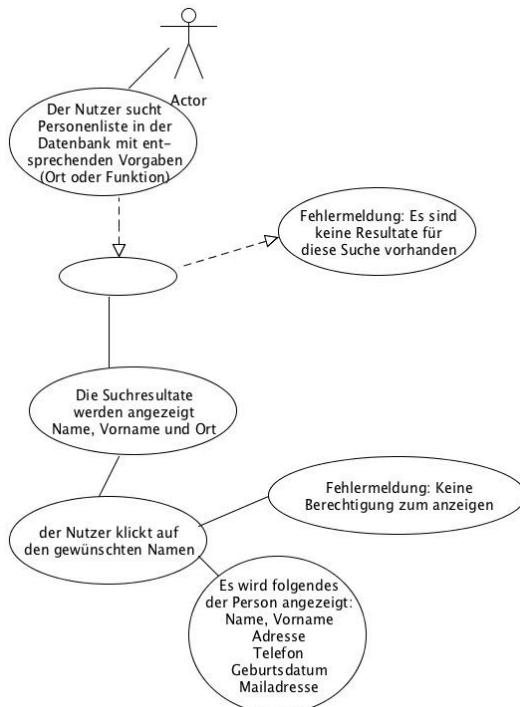 Actor
Der Nutzer sucht
Personenliste in der
Datenbank mit ent-
sprechenden Vorgaben
(Ort oder Funktion)
Fehlermeldung: Es sind
keine Resultate für
diese Suche vorhanden
Die Suchresultate
werden angezeigt
Name, Vorname und Ort
Fehlermeldung: Keine
Berechtigung zum anzeigen
der Nutzer klickt auf
den gewünschten Namen
Es wird folgendes
der Person angezeigt:
Name, Vorname
Adresse
Telefon
Geburtsdatum
Mailadresse